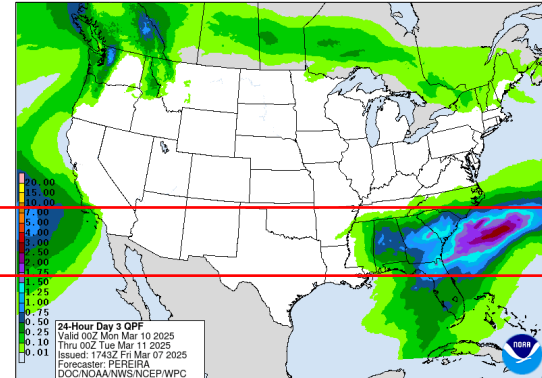 20.00
15.00
10.00
7.00
5.00
4.00
3.00
2.50
2.00
1.75
1.50
1.25
1.00
0.75
0.50
0.25
0.10
0.01
24-Hour Day 3 QPF
Valid 00Z Mon Mar 10 2025
Thru 00Z Tue Mar 11 2025
Issued: 1743Z Fri Mar 07 2025
Forecaster: PEREIRA
DOC/NOAA/NWS/NCEP/WPC
NOAA